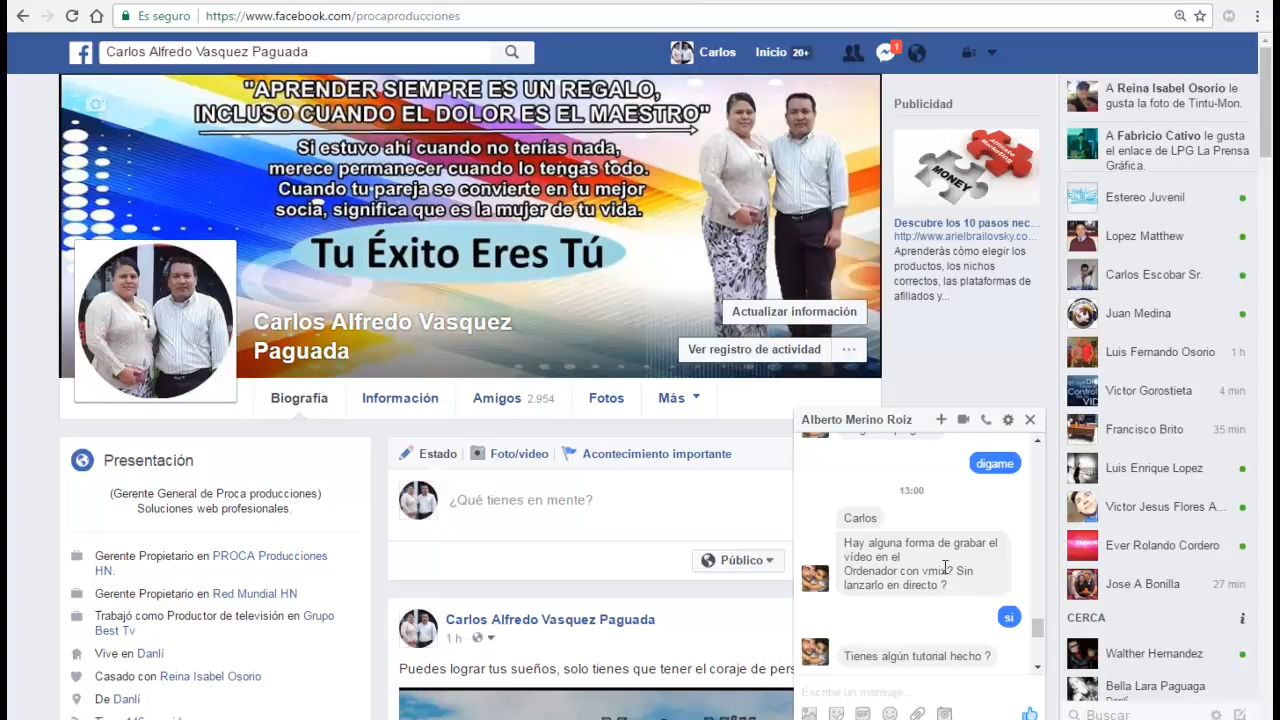 Es seguro
https://www.facebook.com/procaproducciones
Carlos Alfredo Vasquez Paguada
Carlos
Inicio 20+
1
"APRENDER SIEMPRE ES UN REGALO,
INCLUSO CUANDO EL DOLOR ES EL MAESTRO"
Si estuvo ahí cuando no tenías nada,
merece permanecer cuando lo tengas todo.
Cuando tu pareja se convierte en tu mejor
socia, significa que es la mujer de tu vida.
Tu Éxito Eres Tú
Carlos Alfredo Vasquez
Paguada
Actualizar información
Ver registro de actividad ...
Biografía
Información
Amigos 2.954
Fotos
Más
Presentación
(Gerente General de Proca producciones)
Soluciones web profesionales.
Gerente Propietario en PROCA Producciones
HN.
Gerente Propietario en Red Mundial HN
Trabajó como Productor de televisión en Grupo
Best Tv
Vive en Danlí
Casado con Reina Isabel Osorio
De Danlí
Estado
Foto/video
Acontecimiento importante
¿Qué tienes en mente?
Público
Carlos Alfredo Vasquez Paguada
1 h
Puedes lograr tus sueños, solo tienes que tener el coraje de pers
Publicidad
Affiliate
Marketing
MONEY
Descubre los 10 pasos nec...
http://www.arielbrailovsky.co...
Aprenderás cómo elegir los
productos, los nichos
correctos, las plataformas de
afiliados y...
Alberto Merino Roiz
digame
13:00
Carlos
Hay alguna forma de grabar el
vídeo en el
Ordenador con vmix? Sin
lanzarlo en directo ?
si
Tienes algún tutorial hecho ?
Escribe un mensaje...
GIF
A Reina Isabel Osorio le
gusta la foto de Tintu-Mon.
A Fabricio Cativo le gusta
el enlace de LPG La Prensa
Gráfica.
Estereo Juvenil
Lopez Matthew
Carlos Escobar Sr.
Juan Medina
Luis Fernando Osorio 1 h
Victor Gorostieta 4 min
Francisco Brito 35 min
Luis Enrique Lopez
Victor Jesus Flores A...
Ever Rolando Cordero
Jose A Bonilla 27 min
CERCA
Walther Hernandez
Bella Lara Paguaga
Danlí
Buscar